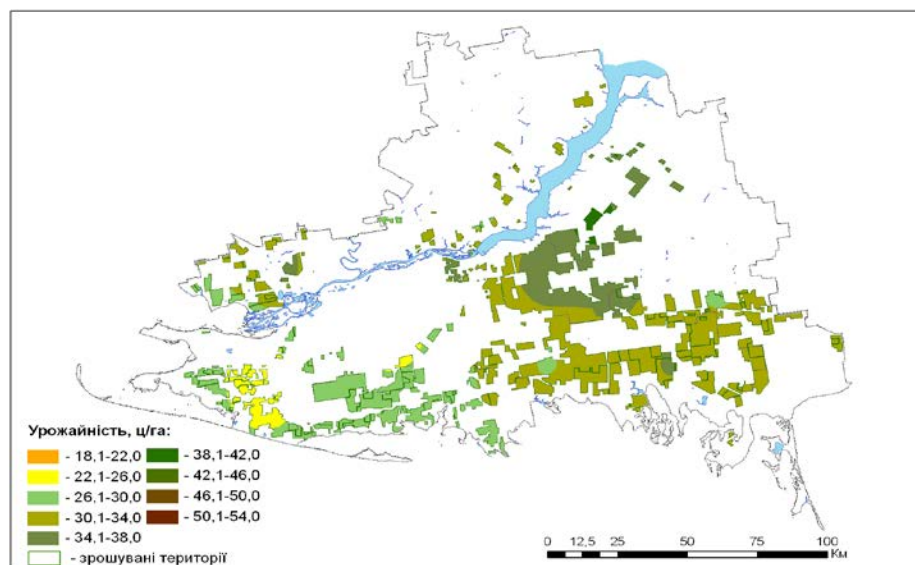 Урожайність, ц/га:
- 18,1-22,0
- 22,1-26,0
- 26,1-30,0
- 30,1-34,0
- 34,1-38,0
- зрошувані території
- 38,1-42,0
- 42,1-46,0
- 46,1-50,0
- 50,1-54,0
0 12,5 25 50 75 100
Км